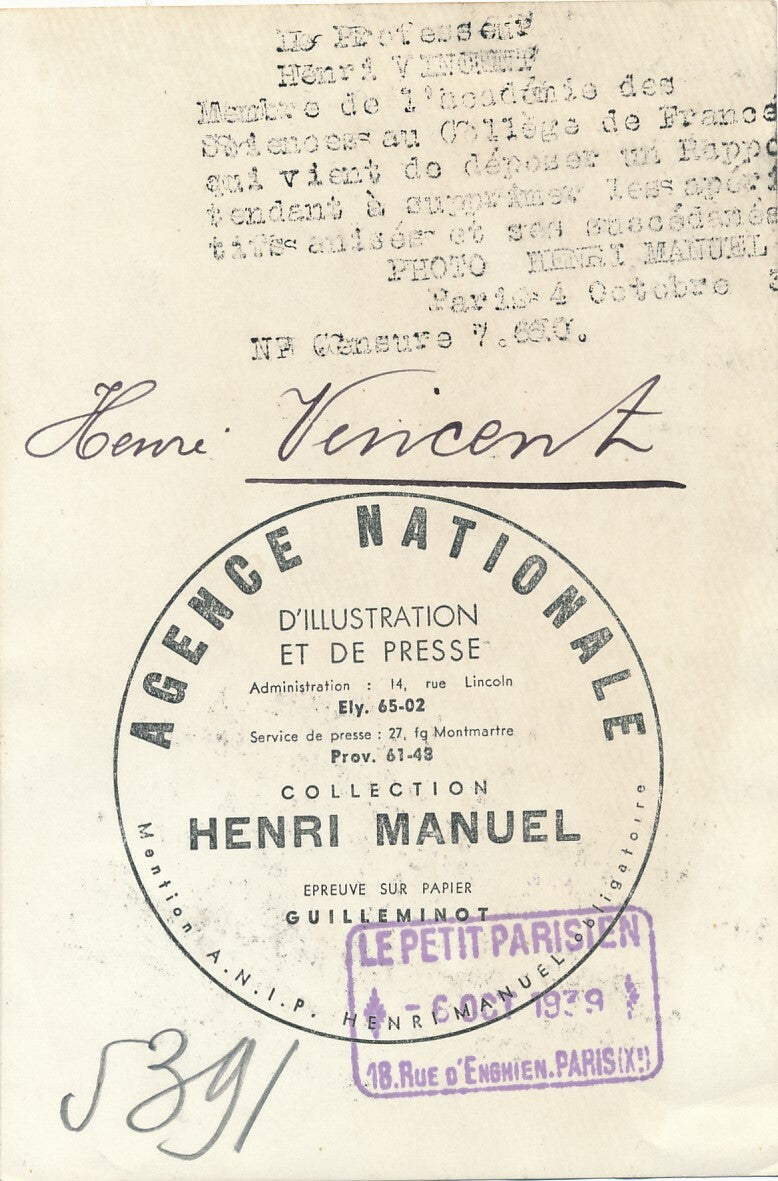 Le Professeur
Henri VINCENT
Membre de l'académie des
Sciences au Collège de France
qui vient de déposer un Rappo
tendant à supprimer les apéri
tifs anisés et ses succédanés
PHOTO HENRI MANUEL
Paris 4 Octobre 3
N° Censure
Henri Vincent
AGENCE NATIONALE
D'ILLUSTRATION
ET DE PRESSE
Administration : 14, rue Lincoln
Ely. 65-02
Service de presse : 27, fg Montmartre
Prov. 61-43
COLLECTION
HENRI MANUEL
EPREUVE SUR PAPIER
GUILLEMINOT
Mention A.N.I.P. HENRI MANUEL obligatoire
LE PETIT PARISIEN
- 6 OCT 1939
18. RUE D'ENGHIEN. PARIS (Xe)
5391